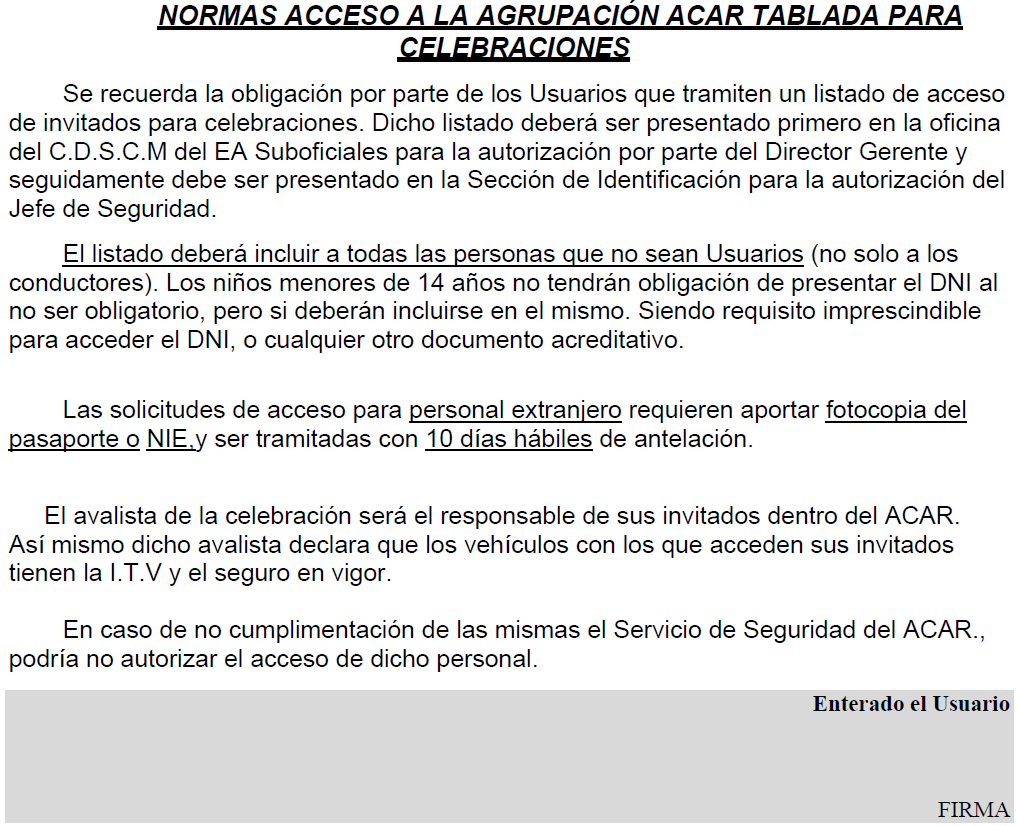 NORMAS ACCESO A LA AGRUPACIÓN ACAR TABLADA PARA
CELEBRACIONES
Se recuerda la obligación por parte de los Usuarios que tramiten un listado de acceso
de invitados para celebraciones. Dicho listado deberá ser presentado primero en la oficina
del C.D.S.C.M del EA Suboficiales para la autorización por parte del Director Gerente y
seguidamente debe ser presentado en la Sección de Identificación para la autorización del
Jefe de Seguridad.
El listado deberá incluir a todas las personas que no sean Usuarios (no solo a los
conductores). Los niños menores de 14 años no tendrán obligación de presentar el DNI al
no ser obligatorio, pero si deberán incluirse en el mismo. Siendo requisito imprescindible
para acceder el DNI, o cualquier otro documento acreditativo.
Las solicitudes de acceso para personal extranjero requieren aportar fotocopia del
pasaporte o NIE,y ser tramitadas con 10 días hábiles de antelación.
El avalista de la celebración será el responsable de sus invitados dentro del ACAR.
Así mismo dicho avalista declara que los vehículos con los que acceden sus invitados
tienen la I.T.V y el seguro en vigor.
En caso de no cumplimentación de las mismas el Servicio de Seguridad del ACAR.,
podría no autorizar el acceso de dicho personal.
Enterado el Usuario
FIRMA